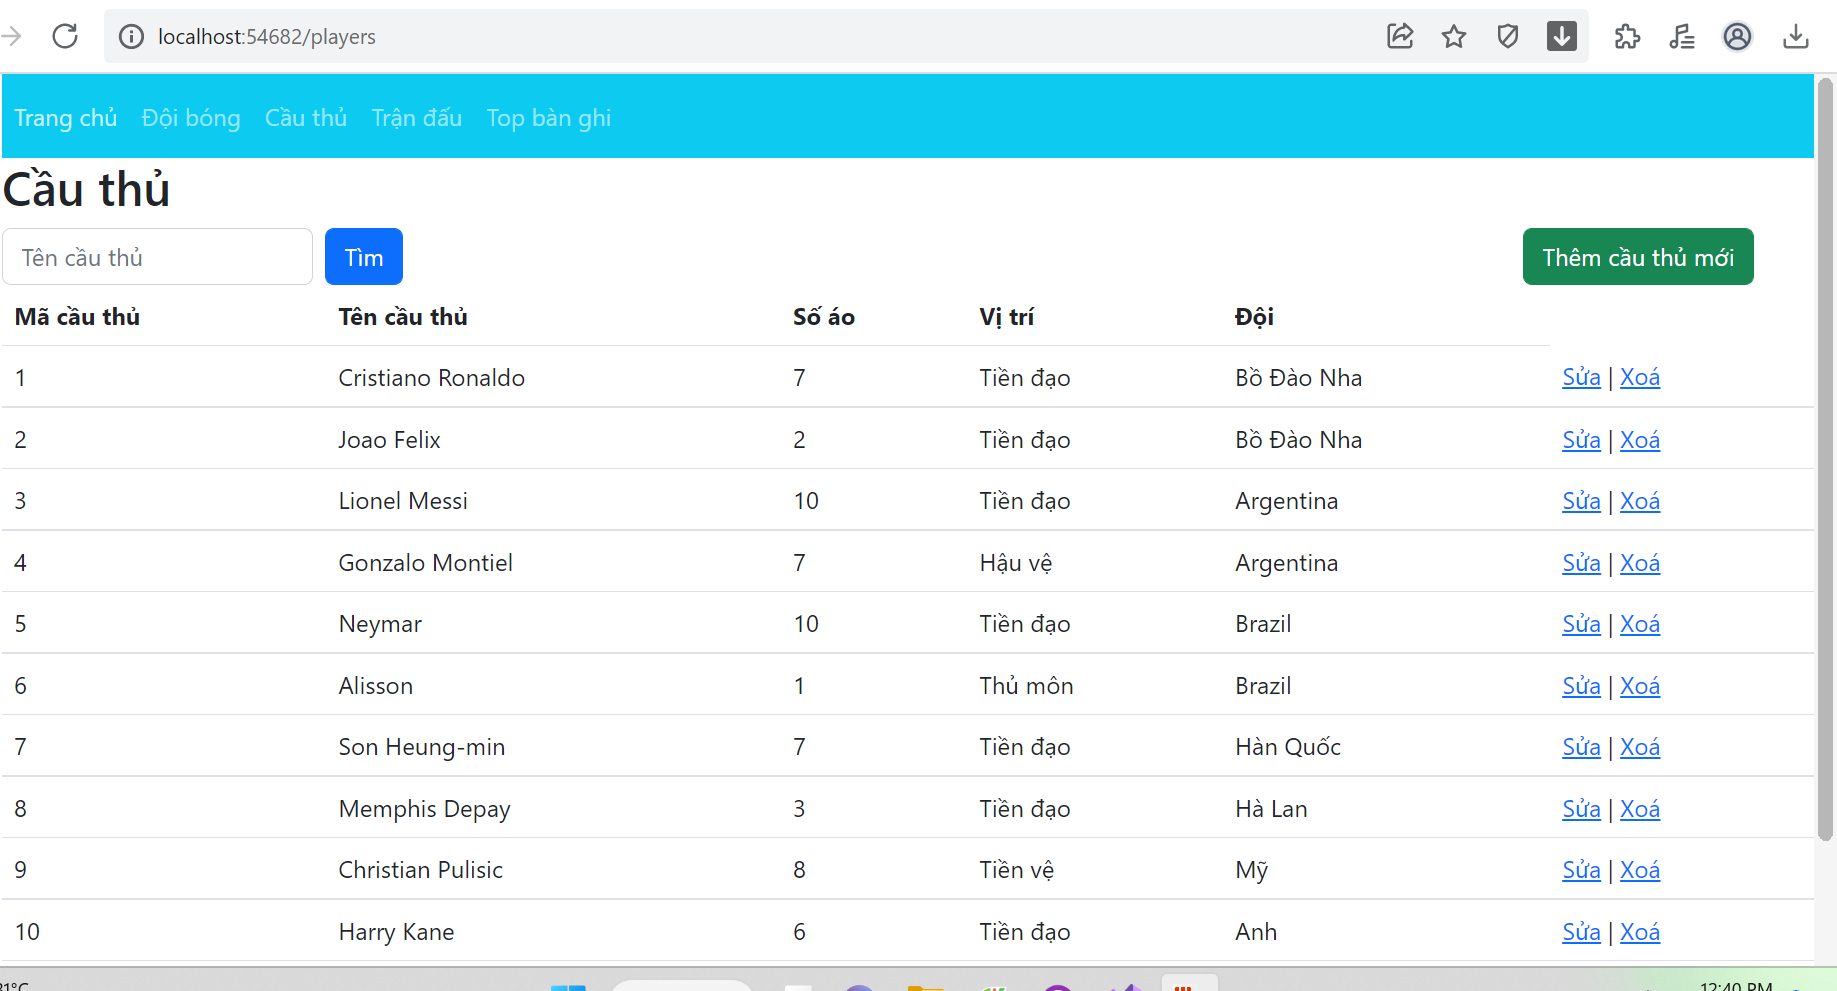 localhost:54682/players
Trang chủ Đội bóng Cầu thủ Trận đấu Top bàn ghi
Cầu thủ
Tên cầu thủ Tìm Thêm cầu thủ mới
Mã cầu thủ Tên cầu thủ Số áo Vị trí Đội
1 Cristiano Ronaldo 7 Tiền đạo Bồ Đào Nha Sửa | Xoá
2 Joao Felix 2 Tiền đạo Bồ Đào Nha Sửa | Xoá
3 Lionel Messi 10 Tiền đạo Argentina Sửa | Xoá
4 Gonzalo Montiel 7 Hậu vệ Argentina Sửa | Xoá
5 Neymar 10 Tiền đạo Brazil Sửa | Xoá
6 Alisson 1 Thủ môn Brazil Sửa | Xoá
7 Son Heung-min 7 Tiền đạo Hàn Quốc Sửa | Xoá
8 Memphis Depay 3 Tiền đạo Hà Lan Sửa | Xoá
9 Christian Pulisic 8 Tiền vệ Mỹ Sửa | Xoá
10 Harry Kane 6 Tiền đạo Anh Sửa | Xoá
12:40 PM